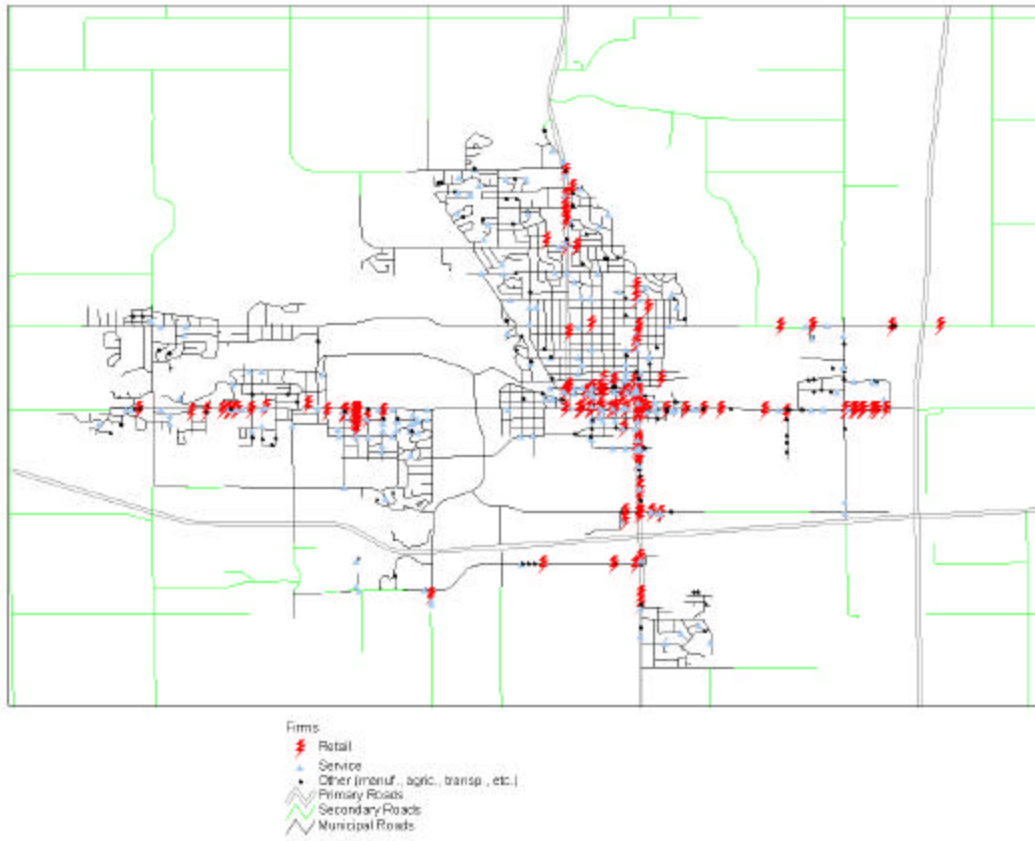 Firms
Retail
Service
Other (manuf., agric., transp., etc.)
Primary Roads
Secondary Roads
Municipal Roads